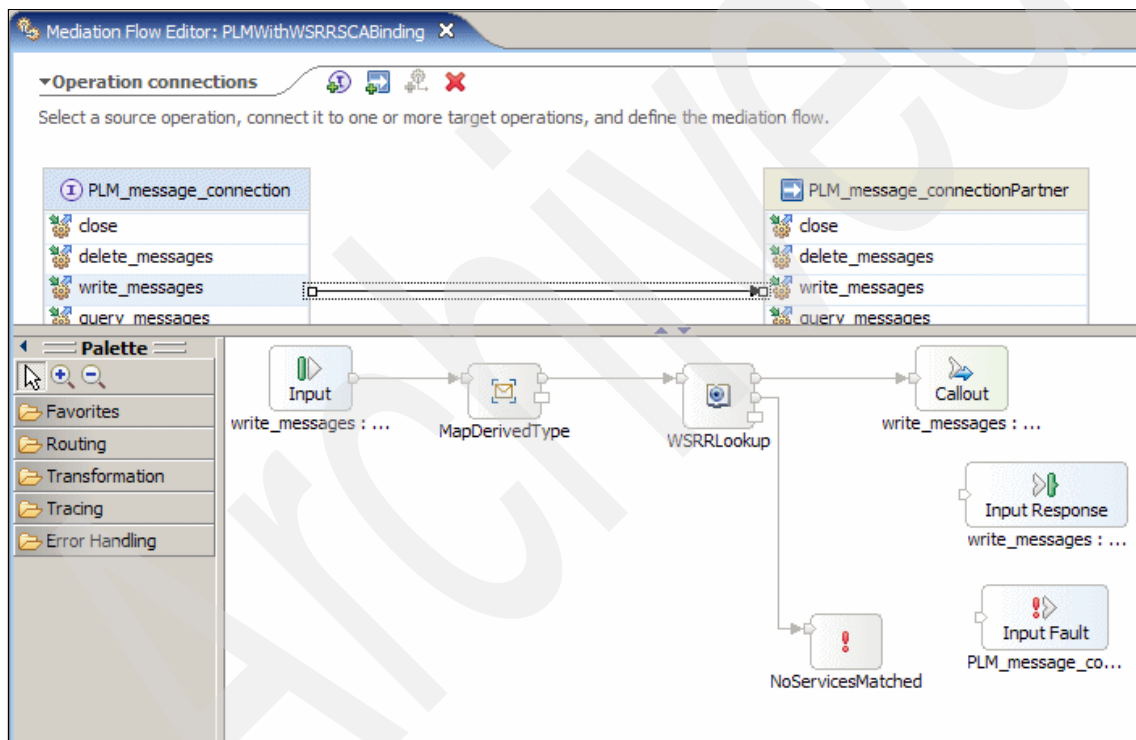 Mediation Flow Editor: PLMWithWSRRSCABinding
Operation connections
Select a source operation, connect it to one or more target operations, and define the mediation flow.
PLM_message_connection
close
delete_messages
write_messages
query_messages
PLM_message_connectionPartner
close
delete_messages
write_messages
query_messages
Palette
Favorites
Routing
Transformation
Tracing
Error Handling
Input
write_messages : ...
MapDerivedType
WSRRLookup
Callout
write_messages : ...
Input Response
write_messages : ...
Input Fault
PLM_message_co...
NoServicesMatched
Archived